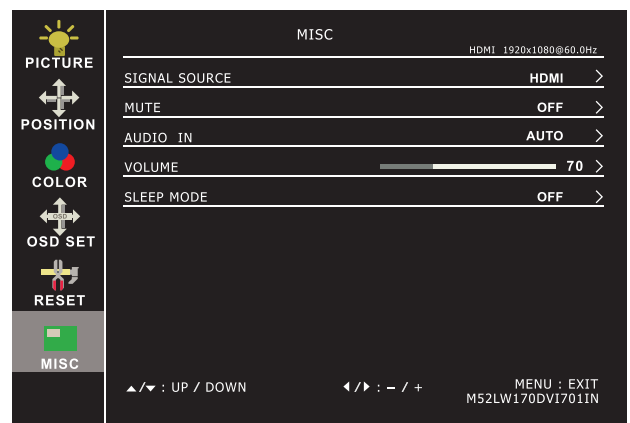 PICTURE
POSITION
COLOR
OSD
OSD SET
RESET
MISC
MISC
HDMI 1920x1080@60.0Hz
SIGNAL SOURCE HDMI >
MUTE OFF >
AUDIO IN AUTO >
VOLUME 70 >
SLEEP MODE OFF >
▲/▼ : UP / DOWN ◀/▶ : – / + MENU : EXIT
M52LW170DVI701IN